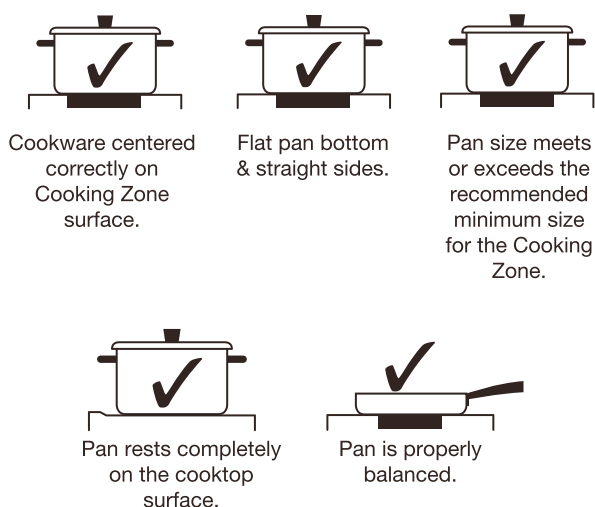 Cookware centered
correctly on
Cooking Zone
surface.
Flat pan bottom
& straight sides.
Pan size meets
or exceeds the
recommended
minimum size
for the Cooking
Zone.
Pan rests completely
on the cooktop
surface.
Pan is properly
balanced.